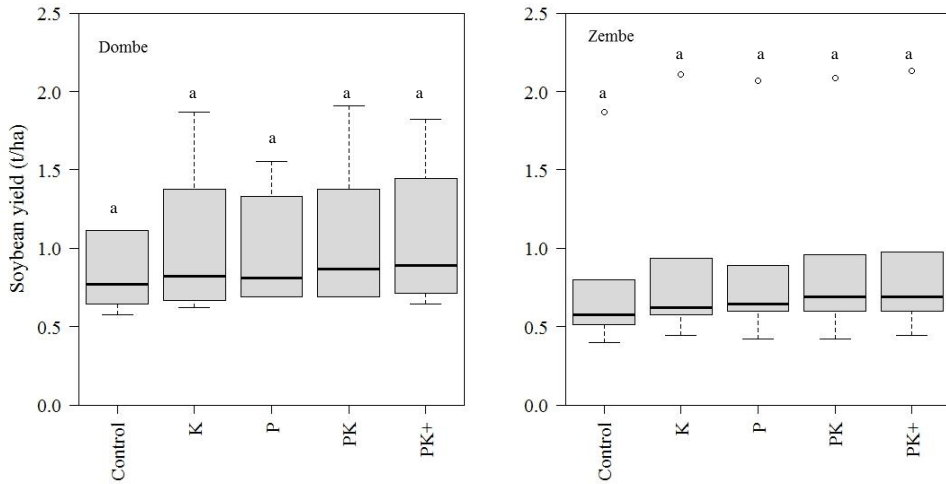 Dombe
Soybean yield (t/ha)
2.5
2.0
1.5
1.0
0.5
0.0
a
a
a
a
a
Control
K
P
PK
PK+
Zembe
2.5
2.0
1.5
1.0
0.5
0.0
a
a
a
a
a
Control
K
P
PK
PK+